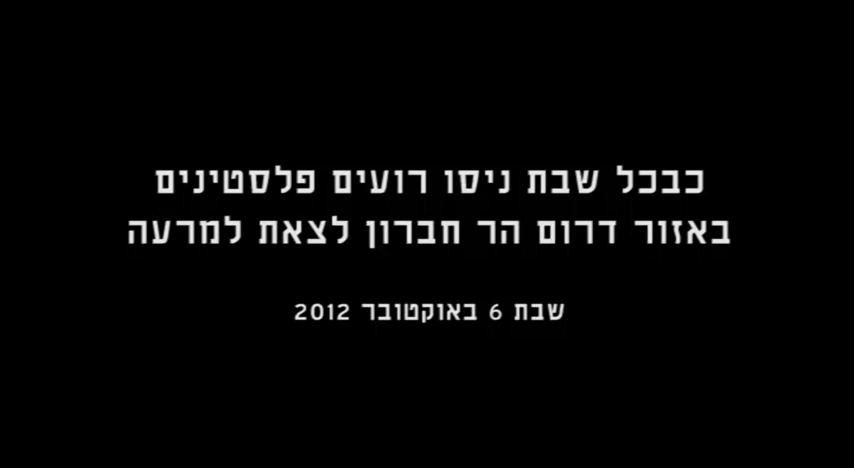 כבכל שבת ניסו רועים פלסטינים
באזור דרום הר חברון לצאת למרעה
שבת 6 באוקטובר 2012